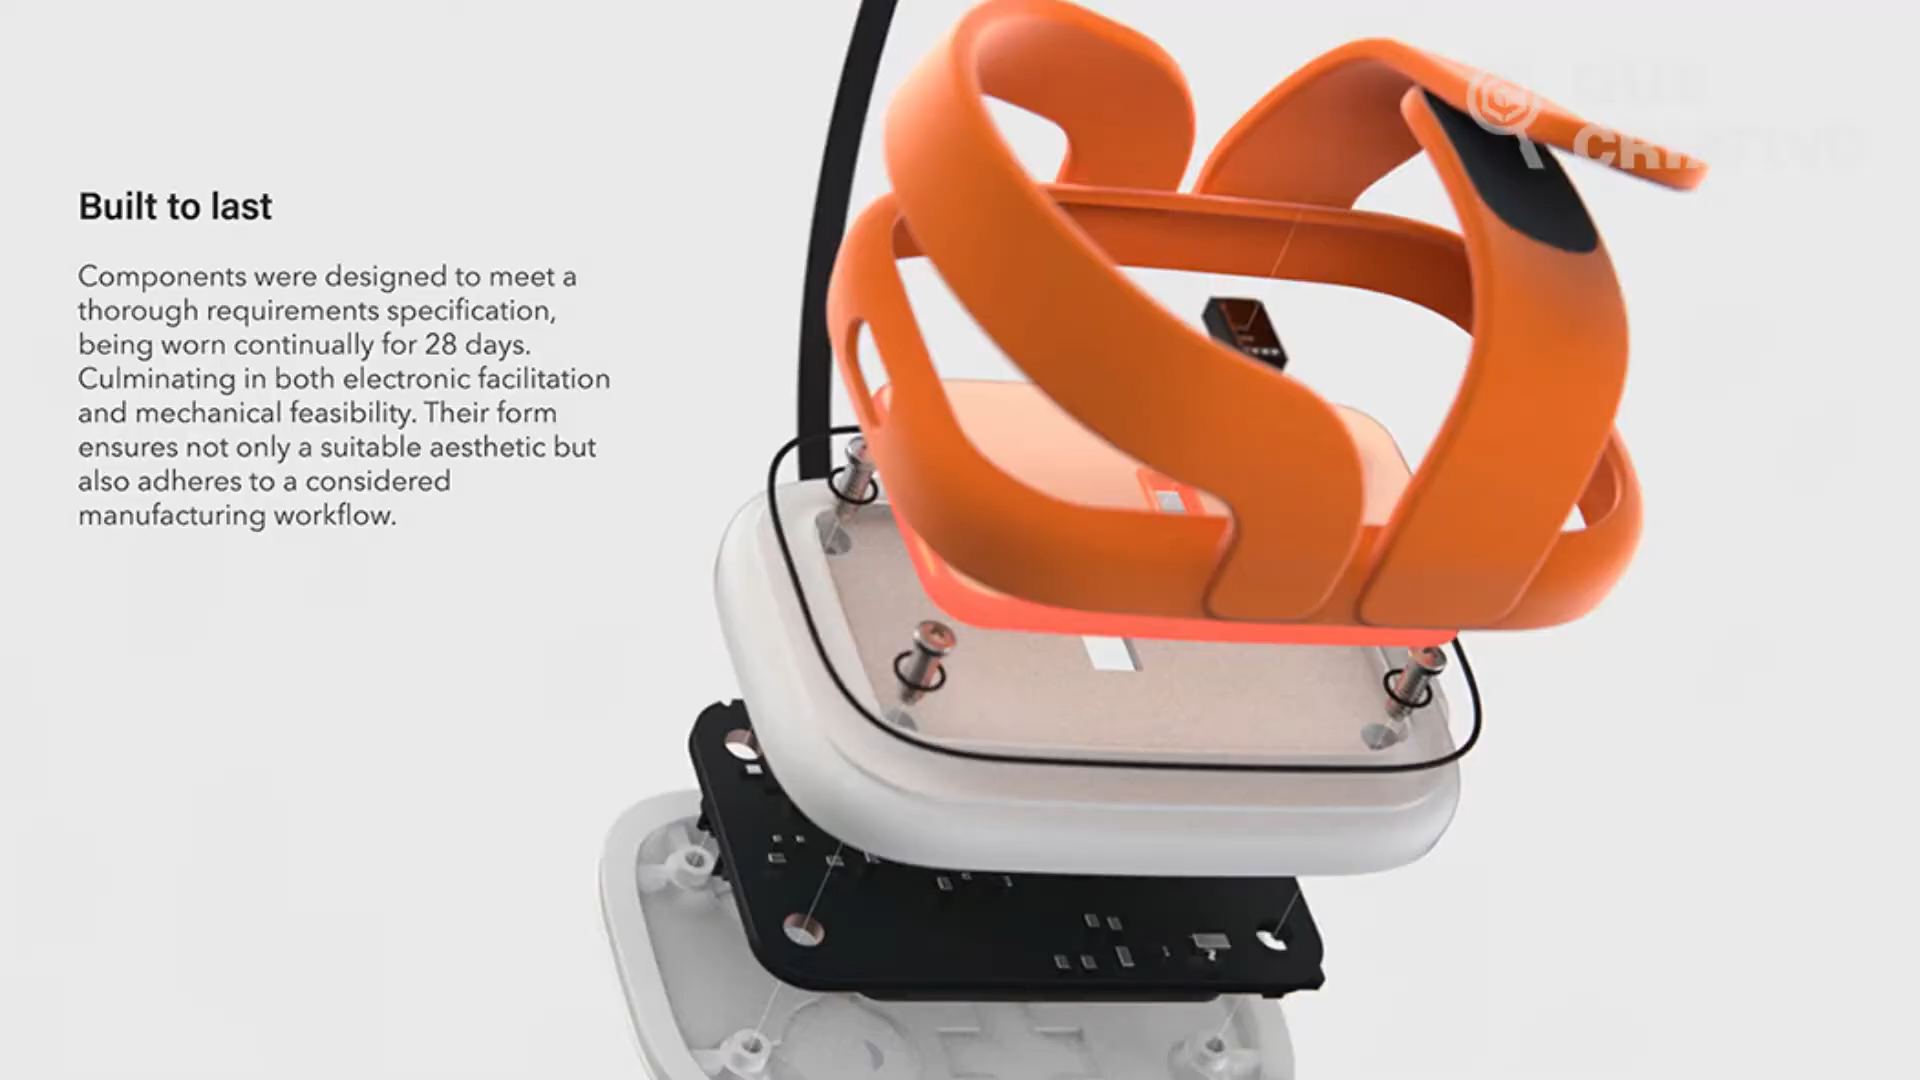 Built to last
Components were designed to meet a
thorough requirements specification,
being worn continually for 28 days.
Culminating in both electronic facilitation
and mechanical feasibility. Their form
ensures not only a suitable aesthetic but
also adheres to a considered
manufacturing workflow.